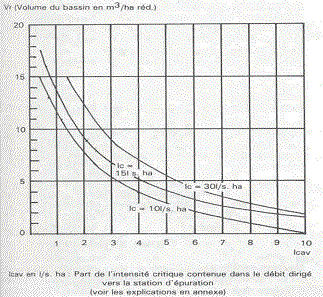 Vr (Volume du bassin en m³/ha réd.)
20
15
10
5
0
Ic =
15l/s. ha
Ic = 30l/s. ha
Ic = 10l/s. ha
1 2 3 4 5 6 7 8 9 10
Icav
Icav en l/s. ha : Part de l'intensité critique contenue dans le débit dirigé
vers la station d'épuration
(voir les explications en annexe)